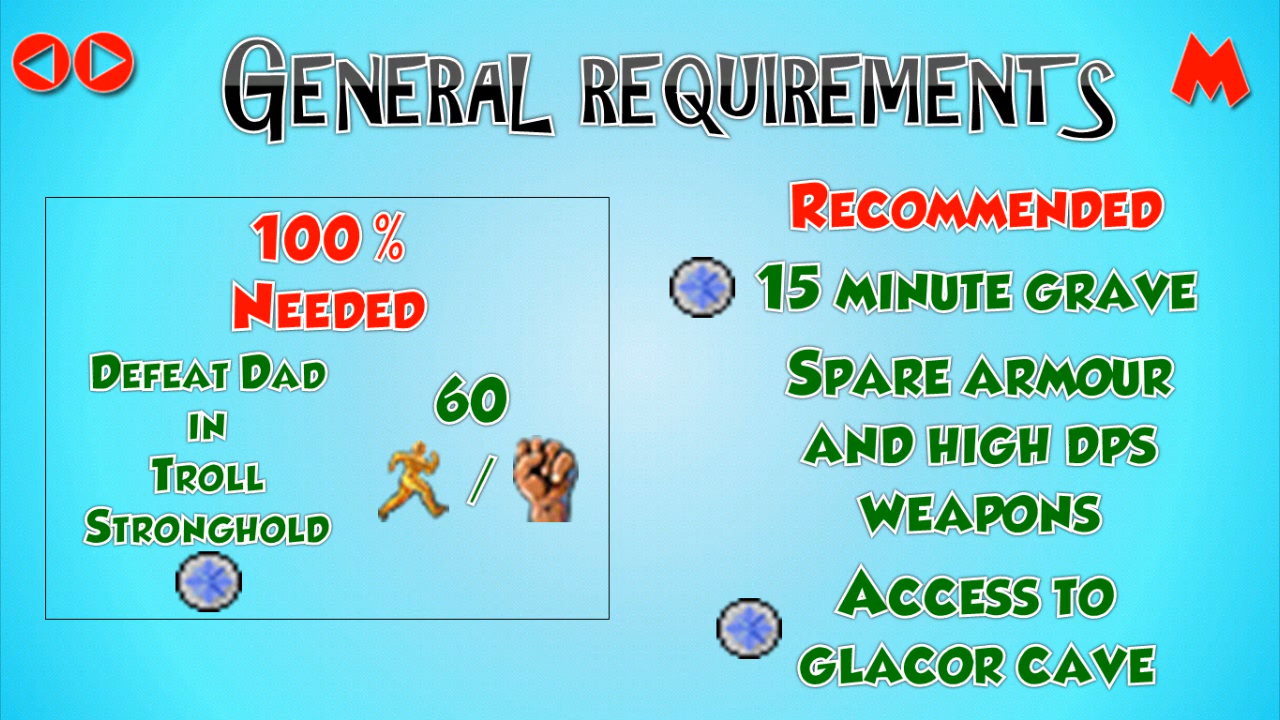 General requirements
M
100 %
Needed
Defeat Dad
in
Troll
Stronghold
60
/
Recommended
15 minute grave
Spare armour
and high dps
weapons
Access to
glacor cave